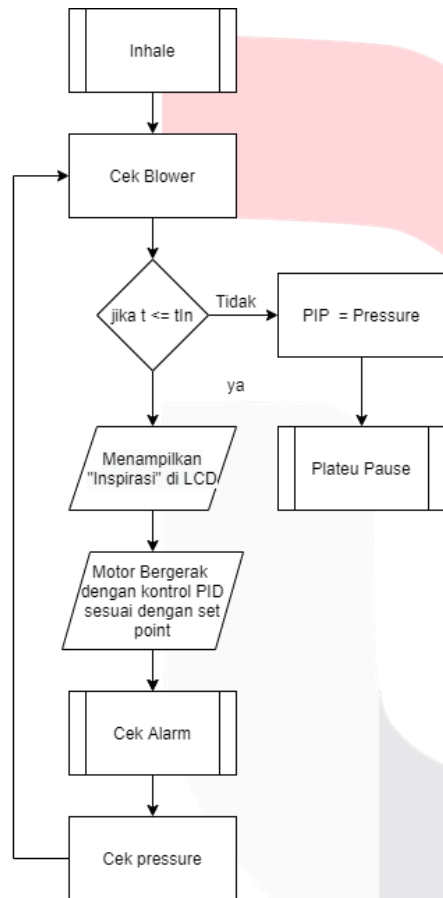 Inhale
Cek Blower
jika t <= tIn
Tidak
PIP = Pressure
ya
Menampilkan
"Inspirasi" di LCD
Plateu Pause
Motor Bergerak
dengan kontrol PID
sesuai dengan set
point
Cek Alarm
Cek pressure